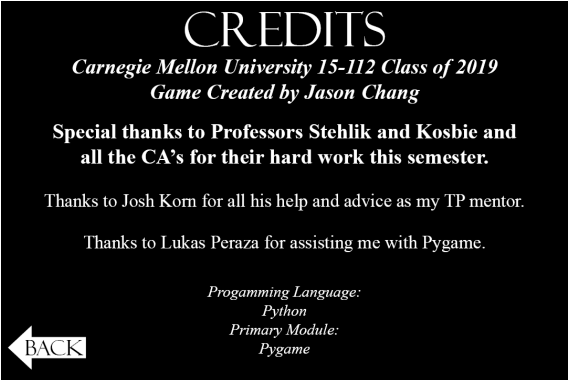 CREDITS
Carnegie Mellon University 15-112 Class of 2019
Game Created by Jason Chang
Special thanks to Professors Stehlik and Kosbie and
all the CA's for their hard work this semester.
Thanks to Josh Korn for all his help and advice as my TP mentor.
Thanks to Lukas Peraza for assisting me with Pygame.
Progamming Language:
Python
Primary Module:
Pygame
BACK